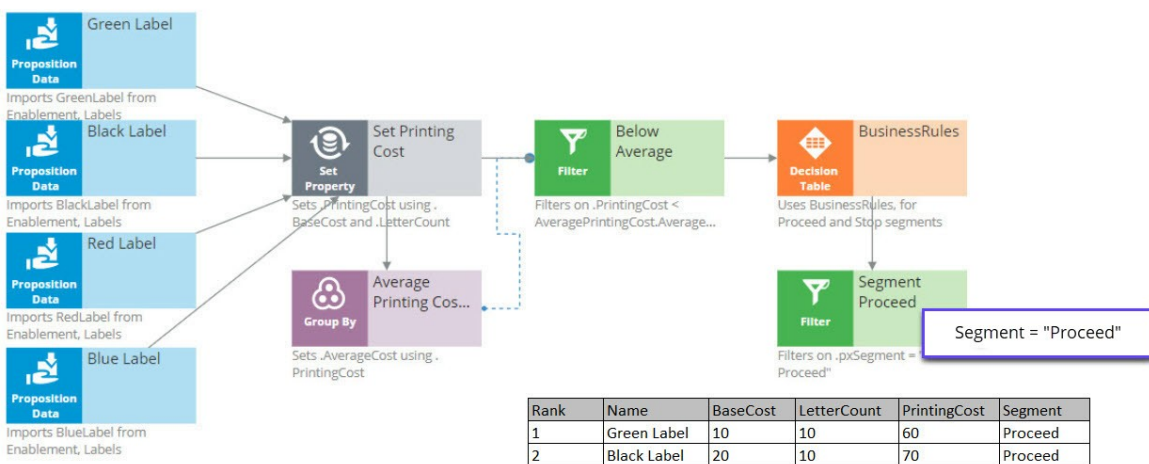 Green Label
Proposition
Data
Imports GreenLabel from
Enablement, Labels
Black Label
Proposition
Data
Imports BlackLabel from
Enablement, Labels
Red Label
Proposition
Data
Imports RedLabel from
Enablement, Labels
Blue Label
Proposition
Data
Imports BlueLabel from
Enablement, Labels
Set Printing
Cost
Set
Property
Sets .PrintingCost using .
BaseCost and .LetterCount
Average
Printing Cos...
Group By
Sets .AverageCost using .
PrintingCost
Below
Average
Filter
Filters on .PrintingCost <
AveragePrintingCost.Average...
BusinessRules
Decision
Table
Uses BusinessRules, for
Proceed and Stop segments
Segment
Proceed
Filter
Filters on .pxSegment = "
Proceed"
Segment = "Proceed"
Rank Name BaseCost LetterCount PrintingCost Segment
1 Green Label 10 10 60 Proceed
2 Black Label 20 10 70 Proceed